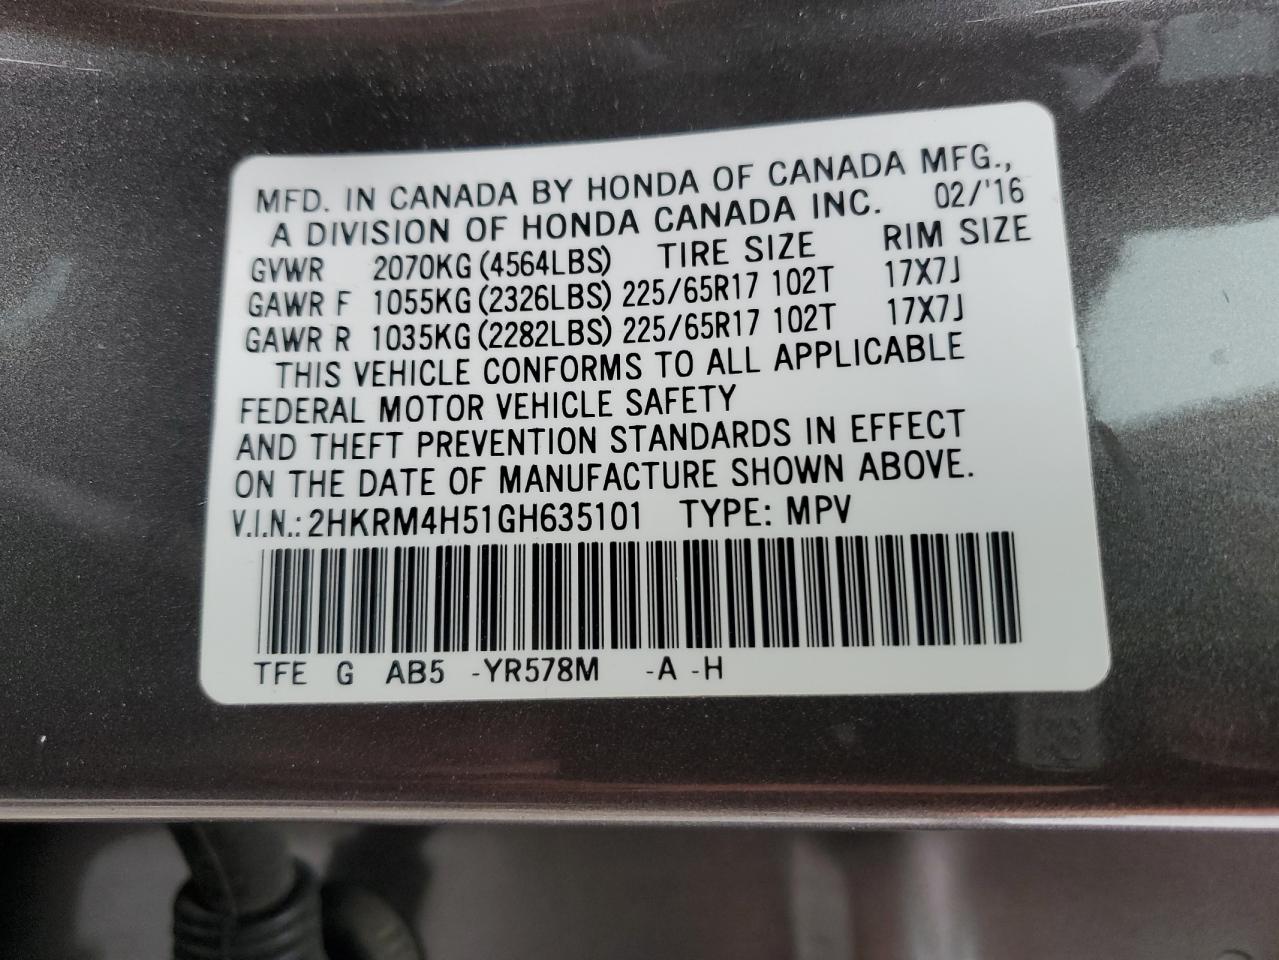 MFD. IN CANADA BY HONDA OF CANADA MFG.,
A DIVISION OF HONDA CANADA INC. 02/'16
GVWR 2070KG (4564LBS) TIRE SIZE RIM SIZE
GAWR F 1055KG (2326LBS) 225/65R17 102T 17X7J
GAWR R 1035KG (2282LBS) 225/65R17 102T 17X7J
THIS VEHICLE CONFORMS TO ALL APPLICABLE
FEDERAL MOTOR VEHICLE SAFETY
AND THEFT PREVENTION STANDARDS IN EFFECT
ON THE DATE OF MANUFACTURE SHOWN ABOVE.
V.I.N.: 2HKRM4H51GH635101 TYPE: MPV
TFE G AB5 -YR578M -A -H